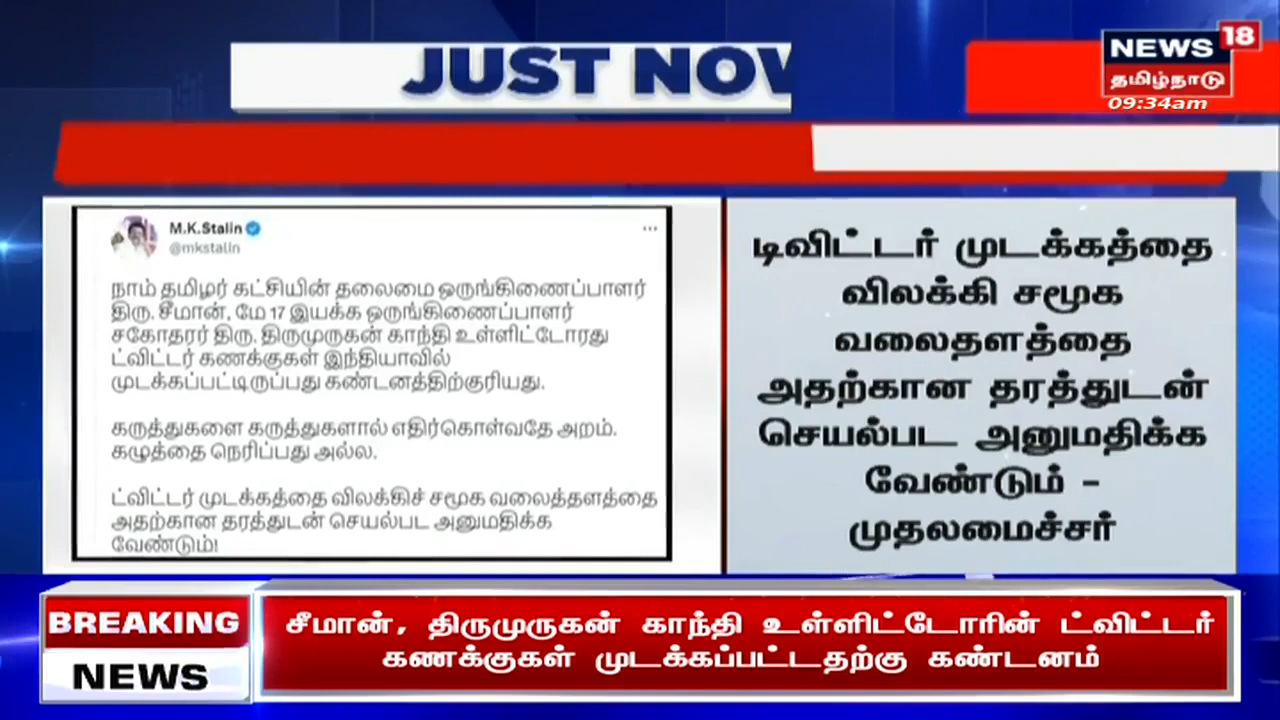 JUST NOW
NEWS 18
தமிழ்நாடு
09:34am
M.K.Stalin
@mkstalin
நாம் தமிழர் கட்சியின் தலைமை ஒருங்கிணைப்பாளர்
திரு. சீமான், மே 17 இயக்க ஒருங்கிணைப்பாளர்
சகோதரர் திரு. திருமுருகன் காந்தி உள்ளிட்டோரது
ட்விட்டர் கணக்குகள் இந்தியாவில்
முடக்கப்பட்டிருப்பது கண்டனத்திற்குரியது.
கருத்துகளை கருத்துகளால் எதிர்கொள்வதே அறம்.
கழுத்தை நெரிப்பது அல்ல.
ட்விட்டர் முடக்கத்தை விலக்கிச் சமூக வலைத்தளத்தை
அதற்கான தரத்துடன் செயல்பட அனுமதிக்க
வேண்டும்!
டிவிட்டர் முடக்கத்தை
விலக்கி சமூக
வலைதளத்தை
அதற்கான தரத்துடன்
செயல்பட அனுமதிக்க
வேண்டும் -
முதலமைச்சர்
BREAKING
NEWS
சீமான், திருமுருகன் காந்தி உள்ளிட்டோரின் ட்விட்டர்
கணக்குகள் முடக்கப்பட்டதற்கு கண்டனம்